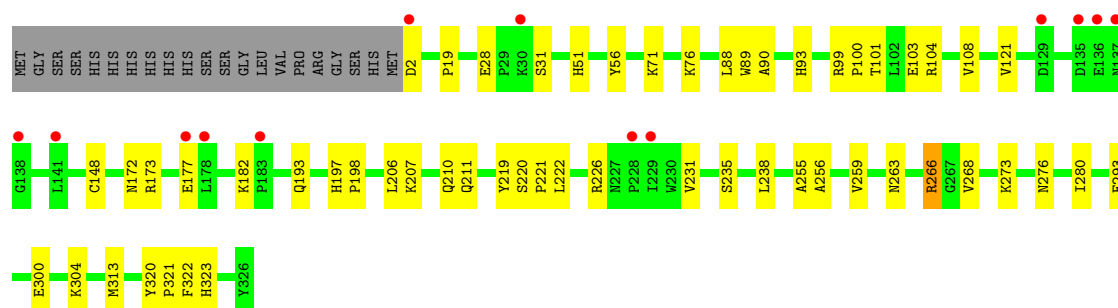 MET GLY SER SER HIS HIS HIS HIS HIS HIS SER SER GLY LEU VAL PRO ARG GLY SER HIS MET D2 P19 E28 P29 K30 S31 H51 Y56 K71 K76 L88 W89 A90 H93 R99 P100 T101 L102 E103 R104 V108 V121 D129 D135 E136 N137
G138 L141 C148 N172 R173 E177 L178 K182 P183 Q193 H197 P198 L206 K207 Q210 Q211 Y219 S220 P221 L222 R226 N227 P228 I229 W230 V231 S235 L238 A255 A256 V259 N263 R266 G267 V268 K273 N276 I280
E300 K304 M313 Y320 P321 F322 H323 Y326